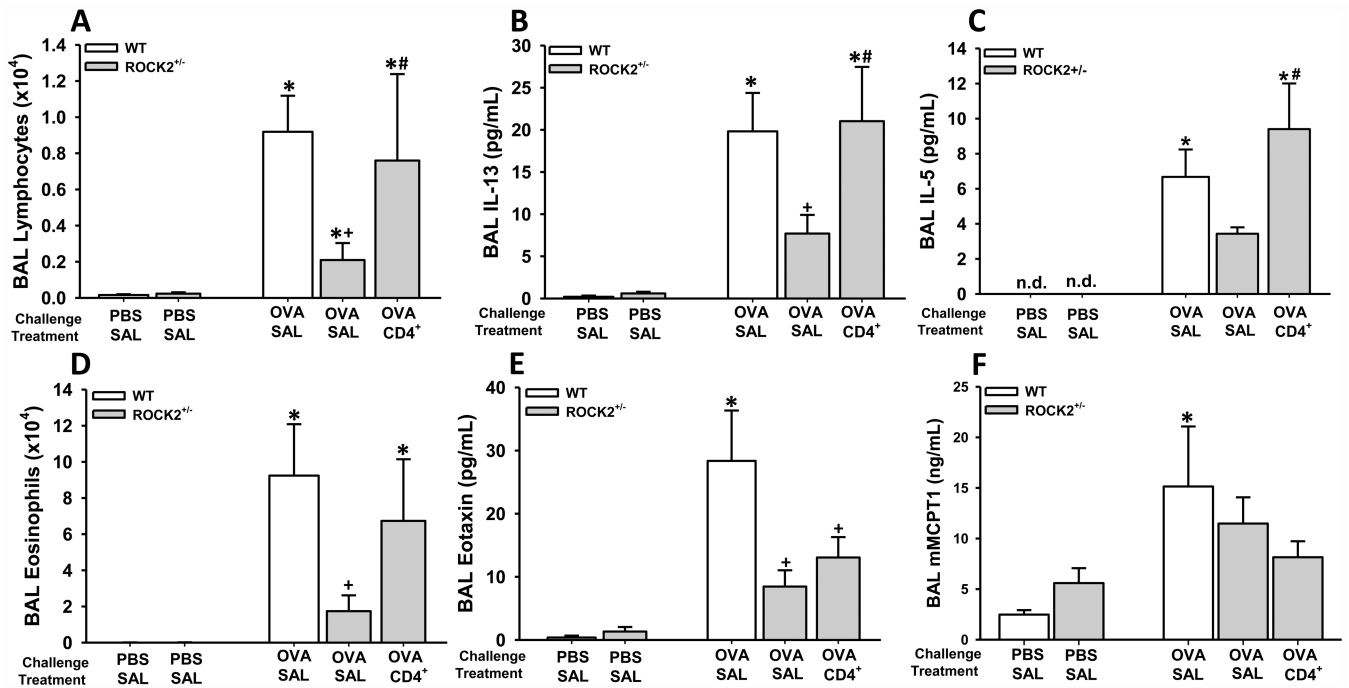 A
BAL Lymphocytes (x10⁴)
1.4
1.2
1.0
0.8
0.6
0.4
0.2
0.0
WT
ROCK2⁺/⁻
*
*+
*#
Challenge PBS PBS OVA OVA OVA
Treatment SAL SAL SAL SAL CD4⁺
B
BAL IL-13 (pg/mL)
30
25
20
15
10
5
0
WT
ROCK2⁺/⁻
*
+
*#
Challenge PBS PBS OVA OVA OVA
Treatment SAL SAL SAL SAL CD4⁺
C
BAL IL-5 (pg/mL)
14
12
10
8
6
4
2
0
WT
ROCK2+/-
n.d. n.d.
*
*#
Challenge PBS PBS OVA OVA OVA
Treatment SAL SAL SAL SAL CD4⁺
D
BAL Eosinophils (x10⁴)
14
12
10
8
6
4
2
0
WT
ROCK2⁺/⁻
*
+
*
Challenge PBS PBS OVA OVA OVA
Treatment SAL SAL SAL SAL CD4⁺
E
BAL Eotaxin (pg/mL)
40
30
20
10
0
WT
ROCK2⁺/⁻
*
+
+
Challenge PBS PBS OVA OVA OVA
Treatment SAL SAL SAL SAL CD4⁺
F
BAL mMCPT1 (ng/mL)
25
20
15
10
5
0
WT
ROCK2⁺/⁻
*
Challenge PBS PBS OVA OVA OVA
Treatment SAL SAL SAL SAL CD4⁺